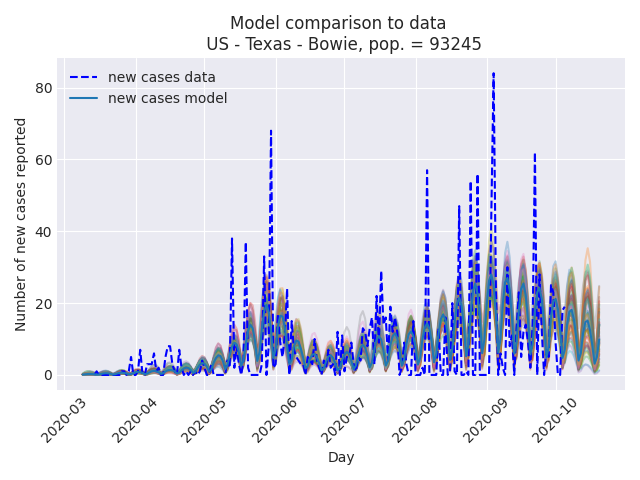 Model comparison to data
US - Texas - Bowie, pop. = 93245
new cases data
new cases model
Number of new cases reported
80
60
40
20
0
2020-03
2020-04
2020-05
2020-06
2020-07
2020-08
2020-09
2020-10
Day